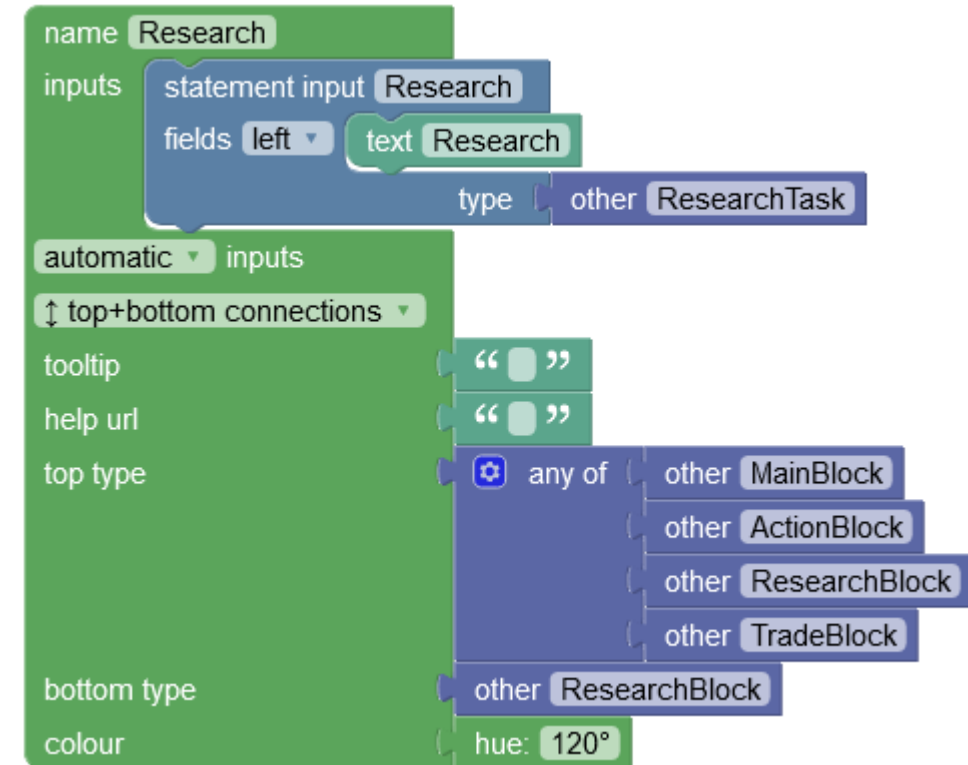 name Research
inputs statement input Research
fields left ▾ text Research
type other ResearchTask
automatic ▾ inputs
↕ top+bottom connections ▾
tooltip “ ”
help url “ ”
top type any of other MainBlock
other ActionBlock
other ResearchBlock
other TradeBlock
bottom type other ResearchBlock
colour hue: 120°